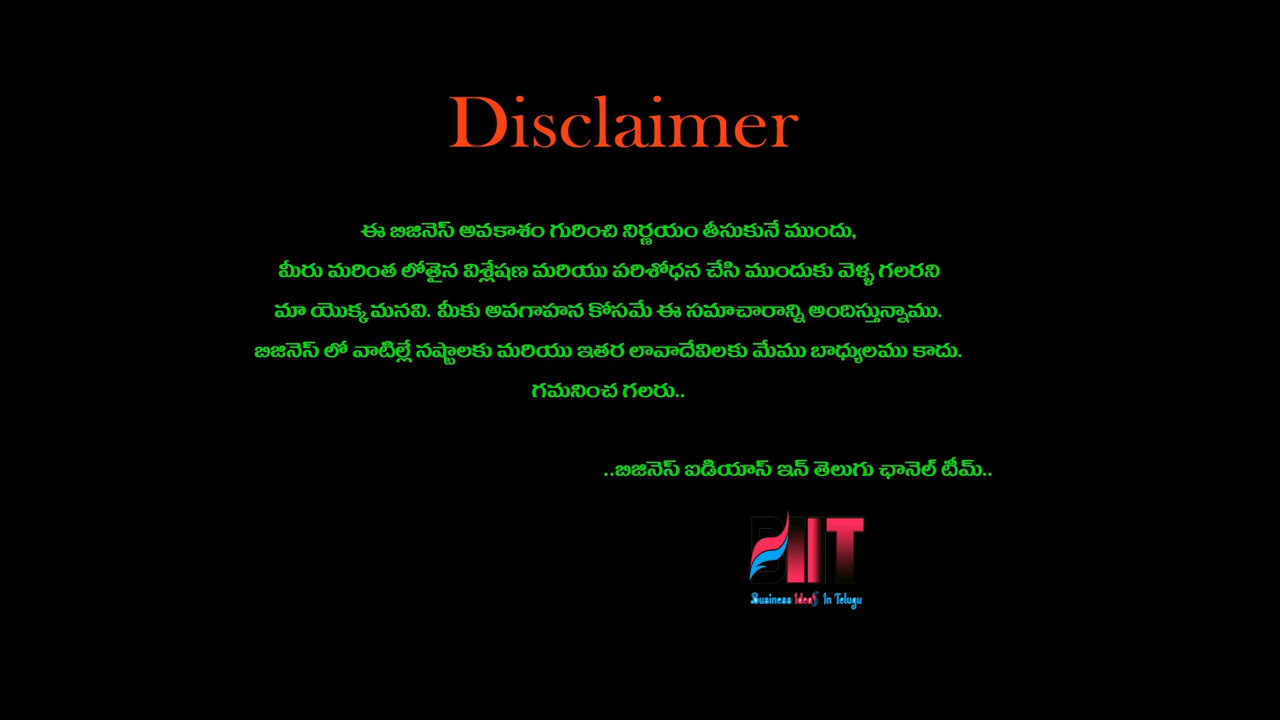 Disclaimer
ఈ బిజినెస్ అవకాశం గురించి నిర్ణయం తీసుకునే ముందు,
మీరు మరింత లోతైన విశ్లేషణ మరియు పరిశోధన చేసి ముందుకు వెళ్ళ గలరని
మా యొక్క మనవి. మీకు అవగాహన కోసమే ఈ సమాచారాన్ని అందిస్తున్నాము.
బిజినెస్ లో వాటిల్లే నష్టాలకు మరియు ఇతర లావాదేవిలకు మేము బాధ్యులము కాదు.
గమనించ గలరు..
..బిజినెస్ ఐడియాస్ ఇన్ తెలుగు ఛానెల్ టీమ్..
BIIT
Business IdeaS In Telugu